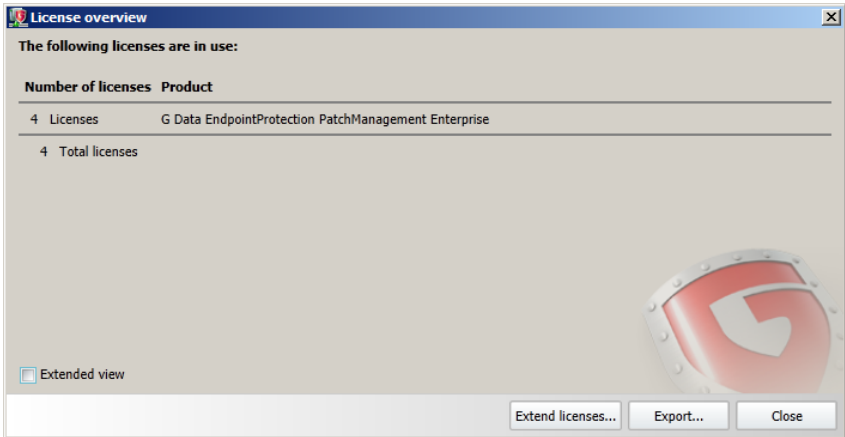 License overview
The following licenses are in use:
Number of licenses Product
4 Licenses G Data EndpointProtection PatchManagement Enterprise
4 Total licenses
Extended view
Extend licenses... Export... Close